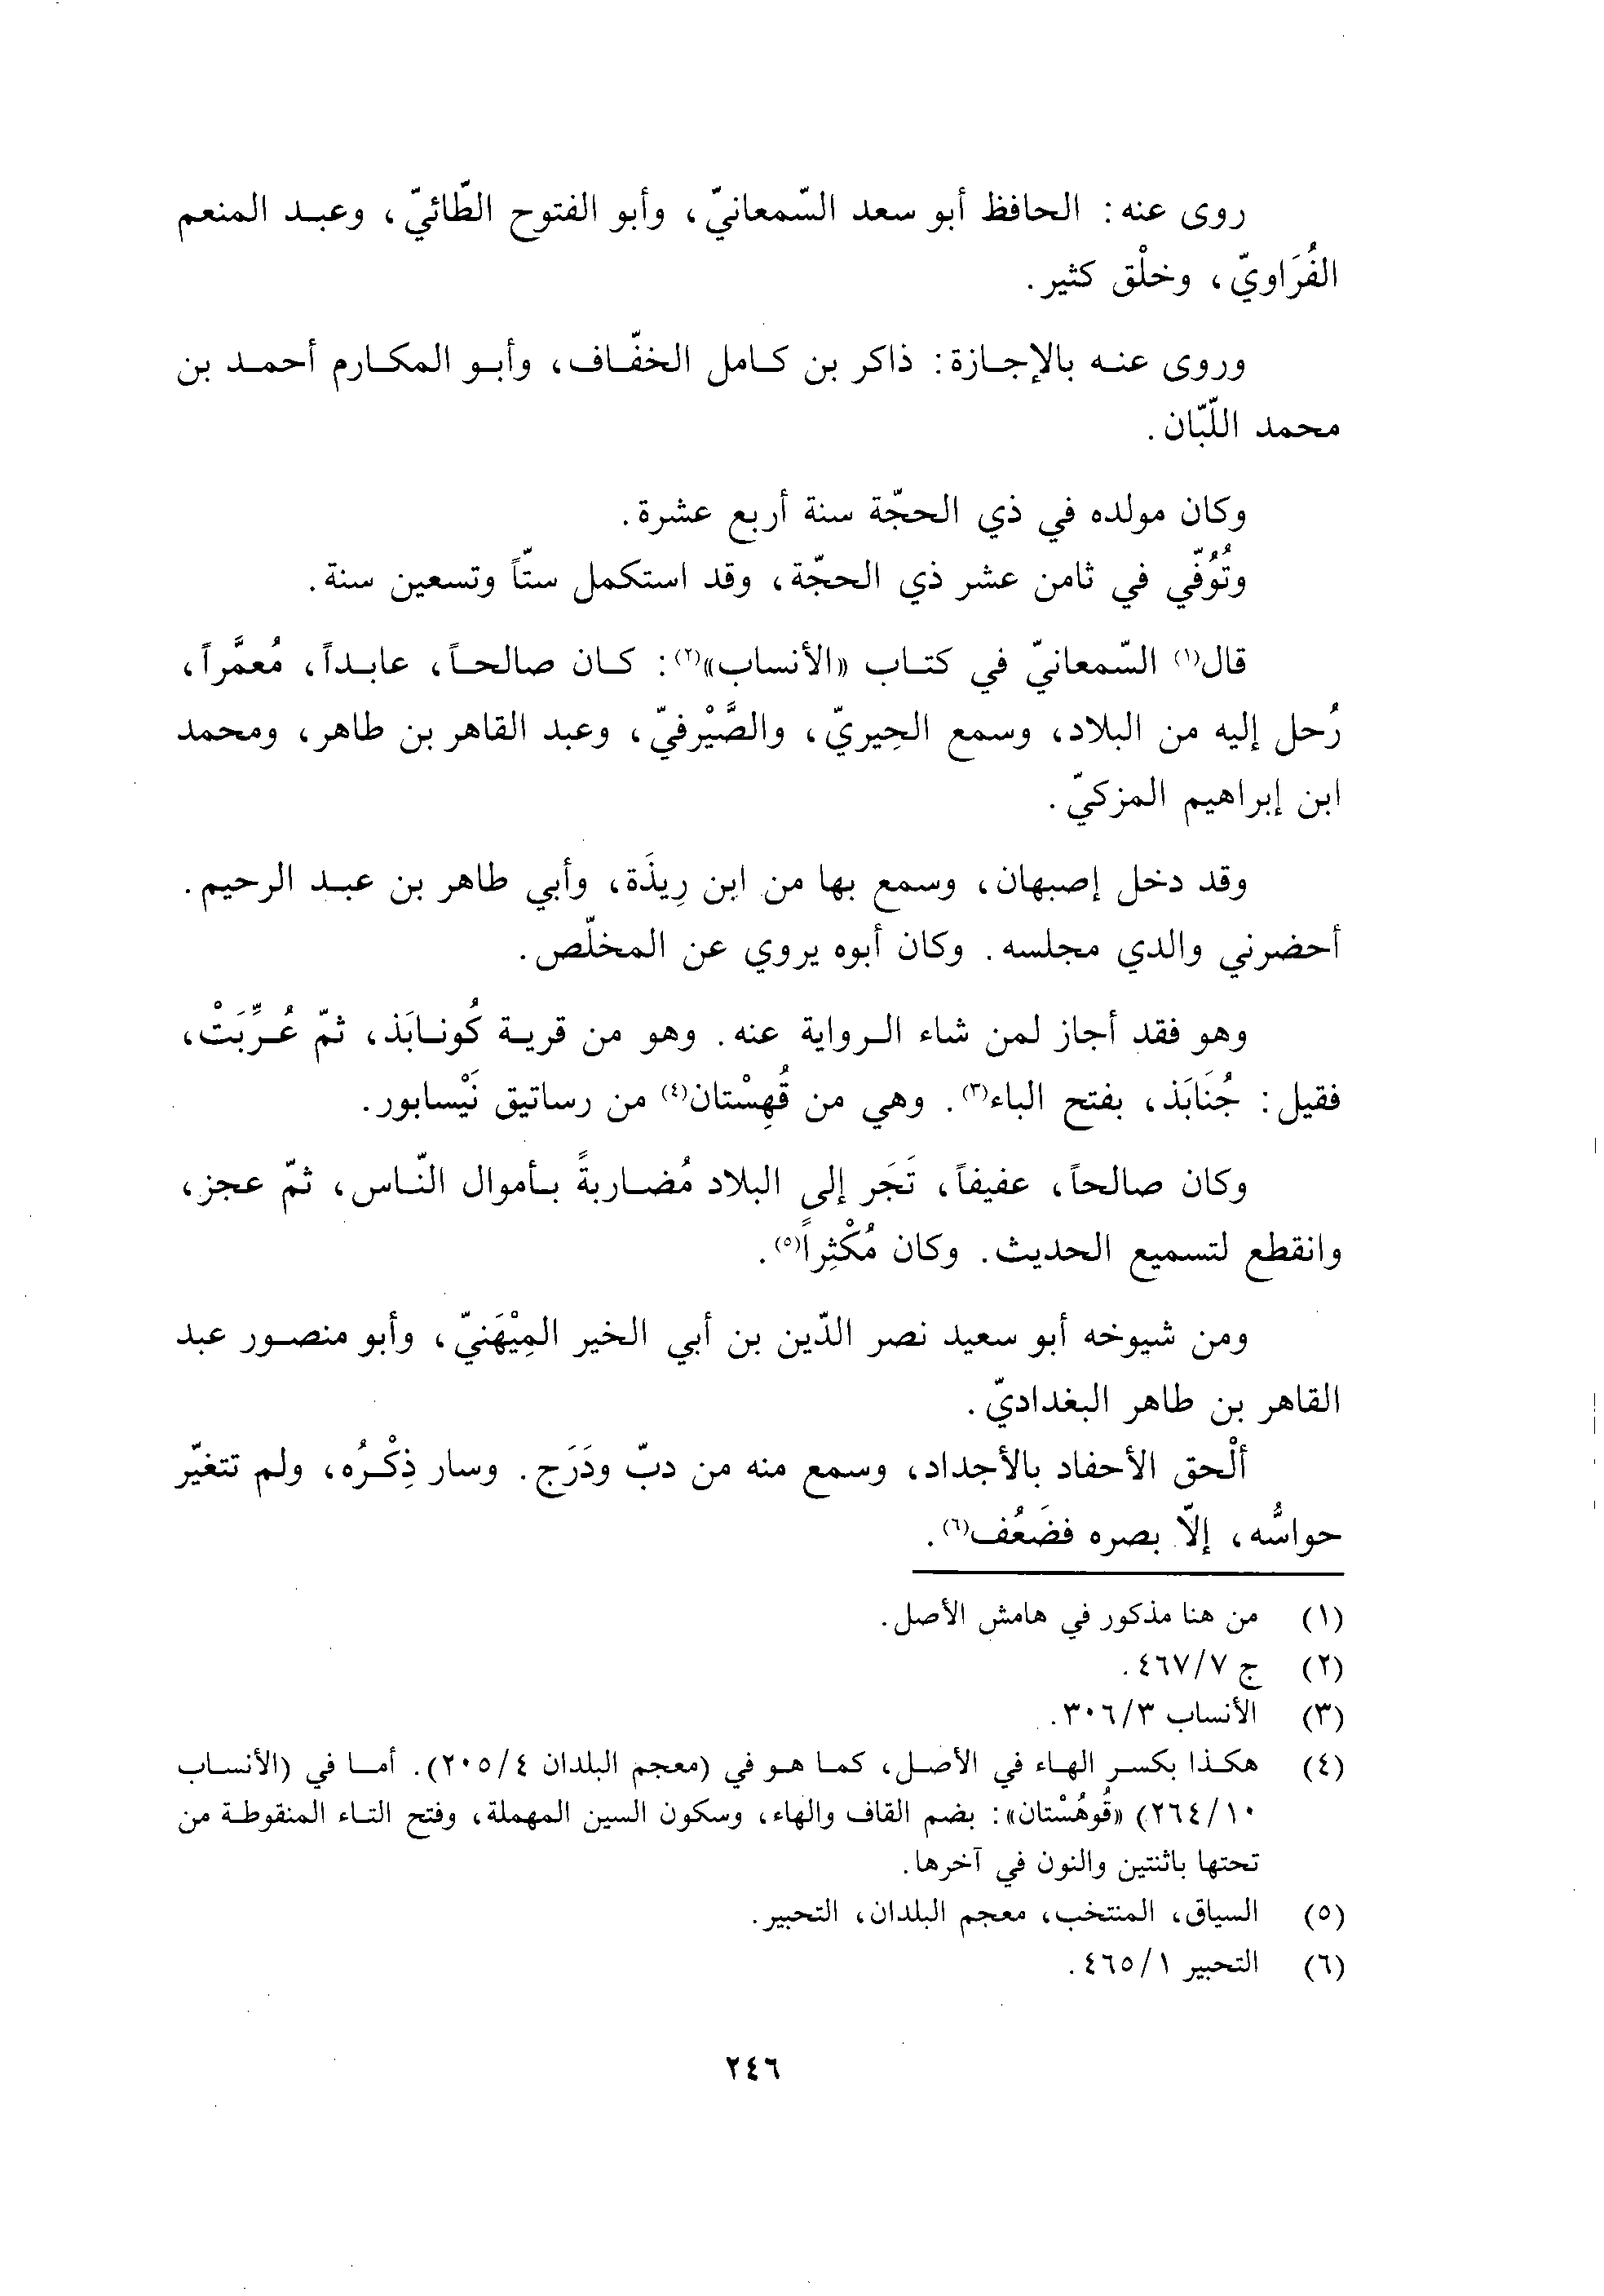 روى عنه: الحافظ أبو سعد السّمعانيّ، وأبو الفتوح الطّائيّ، وعبد المنعم
الفُرَاويّ، وخلْق كثير.
وروى عنه بالإجازة: ذاكر بن كامل الخفّاف، وأبو المكارم أحمد بن
محمد اللّبّان.
وكان مولده في ذي الحجّة سنة أربع عشرة.
وتُوُفّي في ثامن عشر ذي الحجّة، وقد استكمل ستّاً وتسعين سنة.
قال(١) السّمعانيّ في كتاب «الأنساب»(٢): كان صالحاً، عابداً، مُعمَّراً،
رُحل إليه من البلاد، وسمع الحِيريّ، والصَّيْرفيّ، وعبد القاهر بن طاهر، ومحمد
ابن إبراهيم المزكيّ.
وقد دخل إصبهان، وسمع بها من ابن رِيذَة، وأبي طاهر بن عبد الرحيم.
أحضرني والدي مجلسه. وكان أبوه يروي عن المخلّص.
وهو فقد أجاز لمن شاء الرواية عنه. وهو من قرية كُونابَذ، ثمّ عُرِّبَتْ،
فقيل: جُنَابَذ، بفتح الباء(٣). وهي من قُهِسْتان(٤) من رساتيق نَيْسابور.
وكان صالحاً، عفيفاً، تَجَر إلى البلاد مُضاربةً بأموال النّاس، ثمّ عجز،
وانقطع لتسميع الحديث. وكان مُكْثِراً(٥).
ومن شيوخه أبو سعيد نصر الدّين بن أبي الخير المِيْهَنيّ، وأبو منصور عبد
القاهر بن طاهر البغداديّ.
ألْحق الأحفاد بالأجداد، وسمع منه من دبّ ودَرَج. وسار ذِكْرُه، ولم تتغيّر
حواسُّه، إلّا بصره فضَعُف(٦).
(١) من هنا مذكور في هامش الأصل.
(٢) ج ٤٦٧/٧.
(٣) الأنساب ٣٠٦/٣.
(٤) هكذا بكسر الهاء في الأصل، كما هو في (معجم البلدان ٢٠٥/٤). أما في (الأنساب
٢٦٤/١٠) «قُوهُسْتان»: بضم القاف والهاء، وسكون السين المهملة، وفتح التاء المنقوطة من
تحتها باثنتين والنون في آخرها.
(٥) السياق، المنتخب، معجم البلدان، التحبير.
(٦) التحبير ٤٦٥/١.
٢٤٦